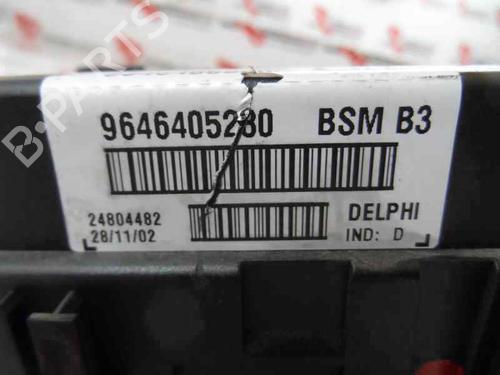 9646405280 BSM B3
24804482 DELPHI
28/11/02 IND: D
B-PARTS